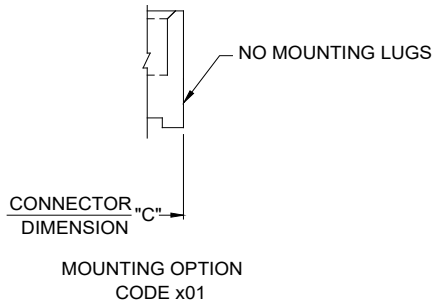 NO MOUNTING LUGS
CONNECTOR
DIMENSION "C"
MOUNTING OPTION
CODE x01